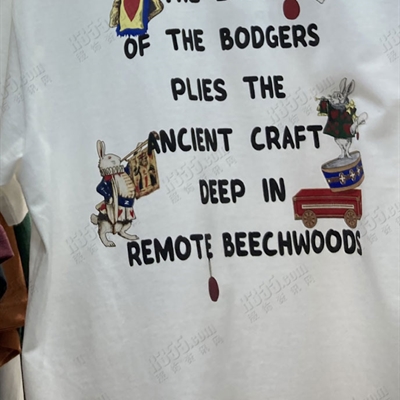 OF THE BODGERS
PLIES THE
ANCIENT CRAFT
DEEP IN
REMOTE BEECHWOODS